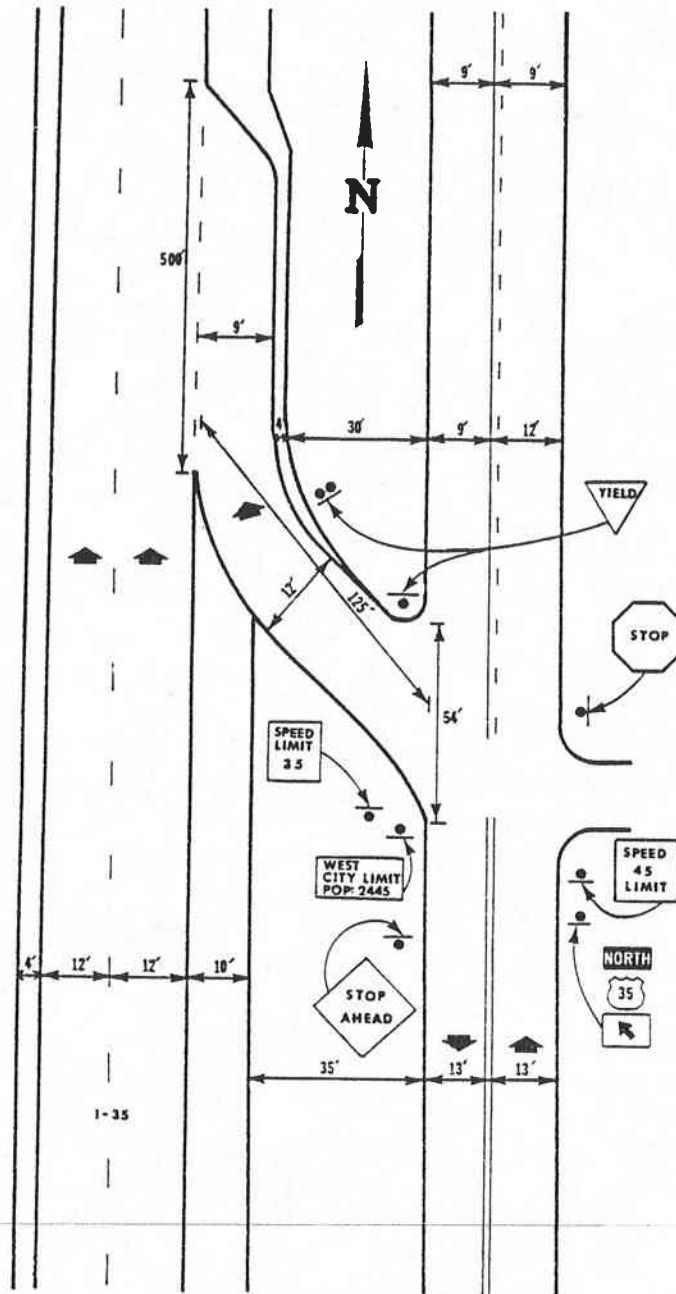 9' 9'
N
500'
9'
4' 30' 9' 12'
YIELD
12'
125'
STOP
54'
SPEED
LIMIT
35
WEST
CITY LIMIT
POP: 2445
SPEED
45
LIMIT
4' 12' 12' 10'
STOP
AHEAD
NORTH
35
35' 13' 13'
I-35